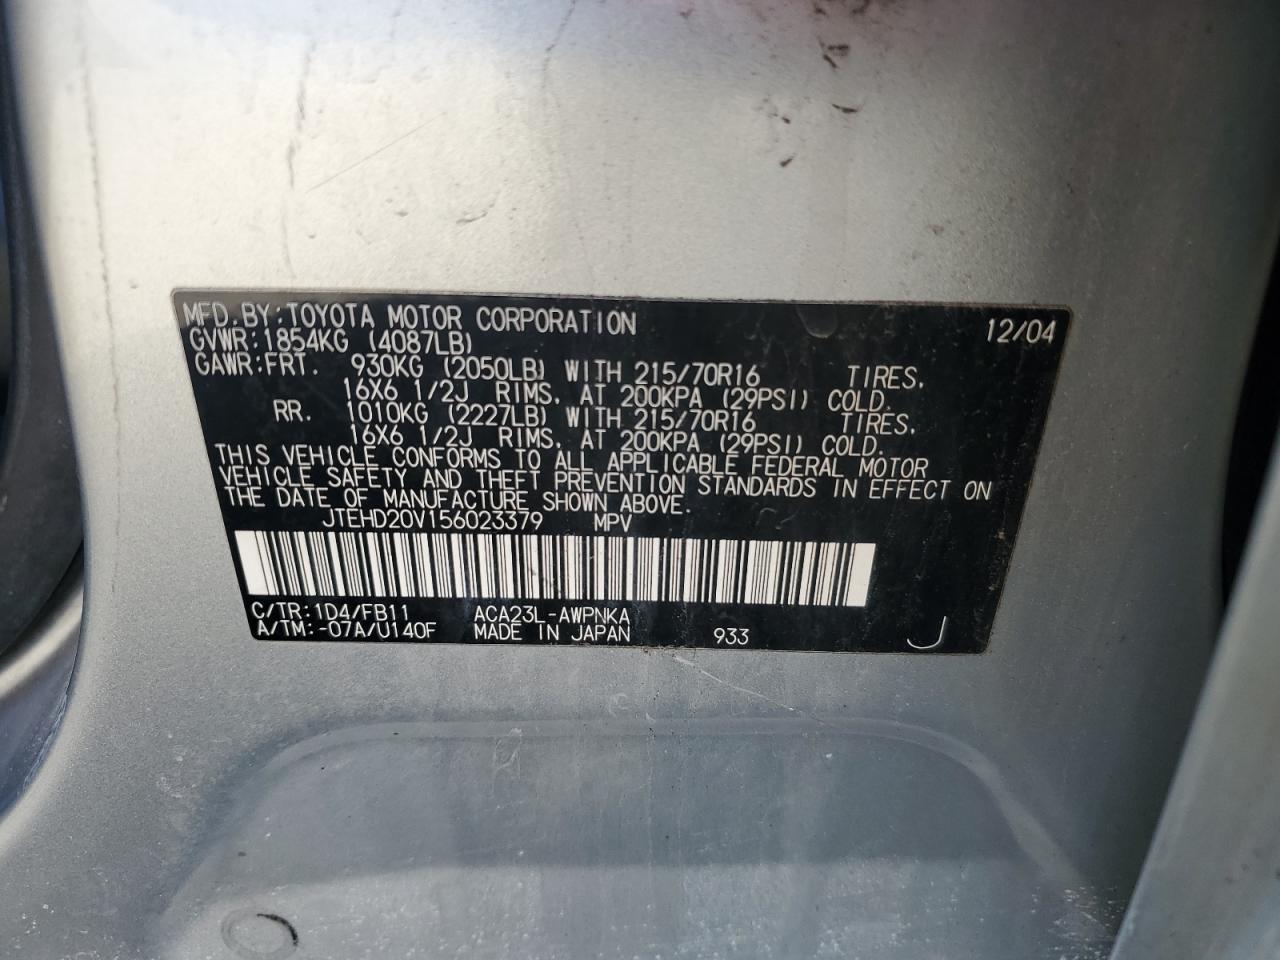 MFD. BY: TOYOTA MOTOR CORPORATION 12/04
GVWR: 1854KG (4087LB)
GAWR: FRT. 930KG (2050LB) WITH 215/70R16 TIRES.
16X6 1/2J RIMS. AT 200KPA (29PSI) COLD.
RR. 1010KG (2227LB) WITH 215/70R16 TIRES.
16X6 1/2J RIMS. AT 200KPA (29PSI) COLD.
THIS VEHICLE CONFORMS TO ALL APPLICABLE FEDERAL MOTOR
VEHICLE SAFETY AND THEFT PREVENTION STANDARDS IN EFFECT ON
THE DATE OF MANUFACTURE SHOWN ABOVE.
JTEHD20V156023379 MPV
C/TR: 1D4/FB11 ACA23L-AWPNKA
A/TM: -07A/U140F MADE IN JAPAN 933 J